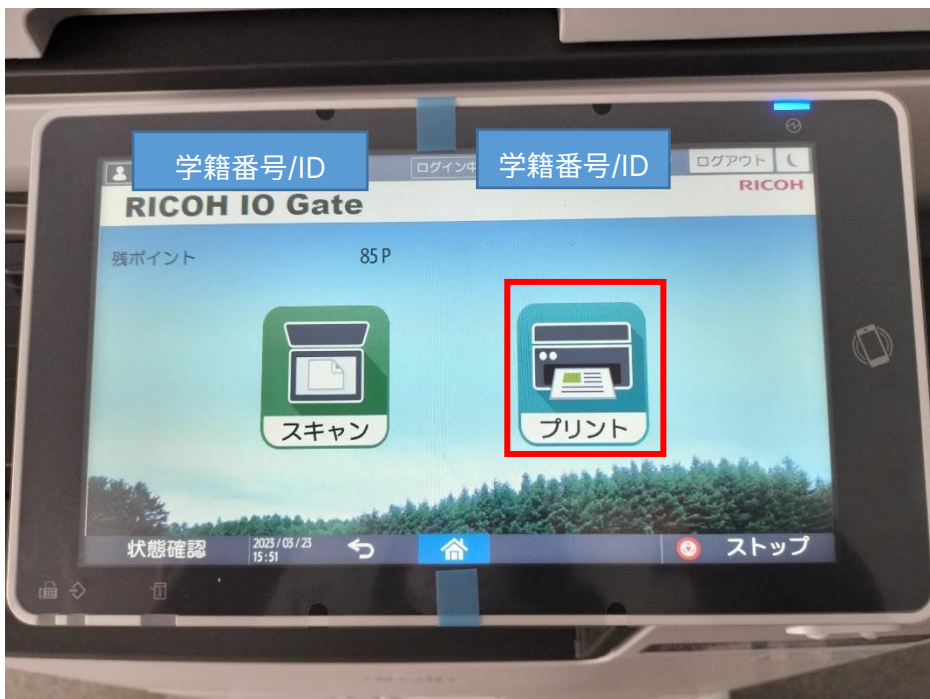 学籍番号/ID
ログイン中
学籍番号/ID
ログアウト
RICOH
RICOH IO Gate
残ポイント 85P
スキャン
プリント
状態確認
2023/03/23
15:51
ストップ